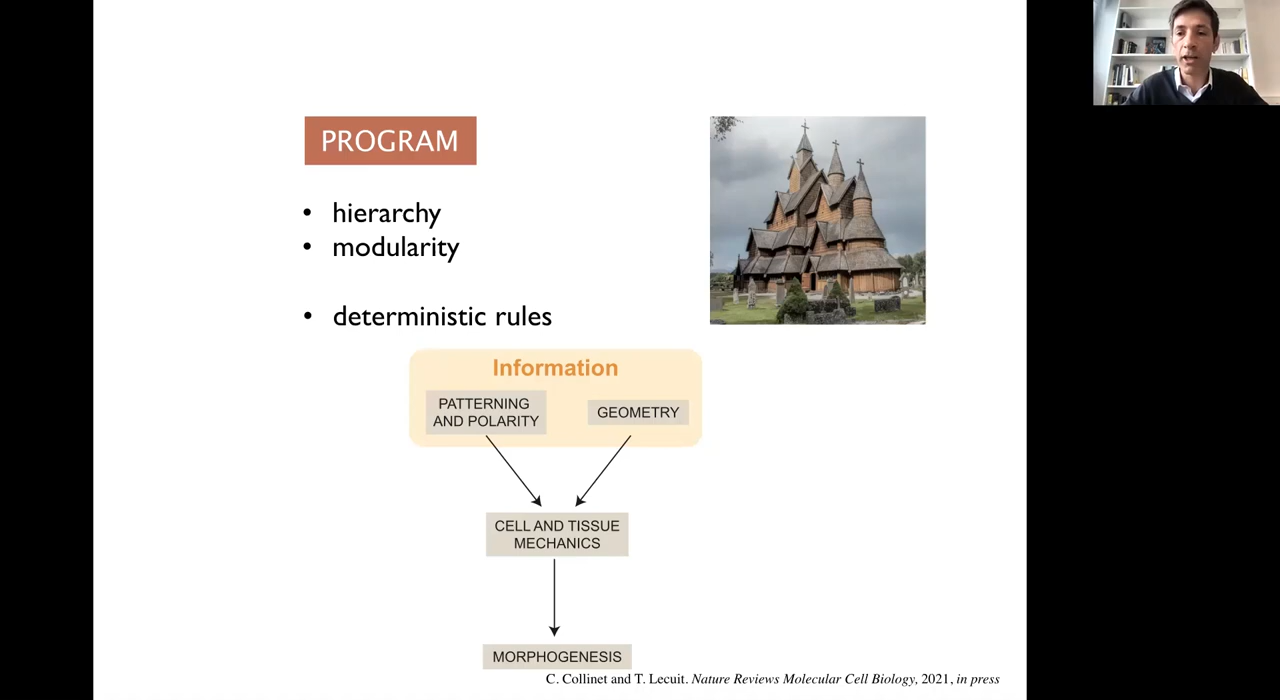 PROGRAM
• hierarchy
• modularity
• deterministic rules
Information
PATTERNING
AND POLARITY
GEOMETRY
CELL AND TISSUE
MECHANICS
MORPHOGENESIS
C. Collinet and T. Lecuit. Nature Reviews Molecular Cell Biology, 2021, in press